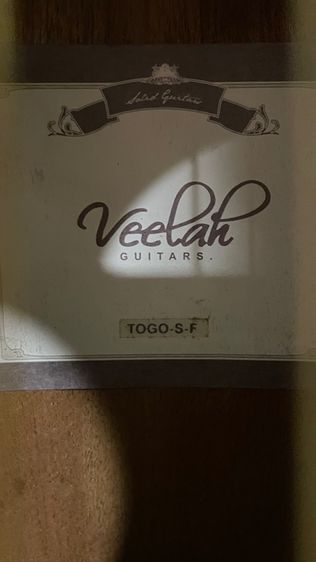 Solid Guitars
Veelah
GUITARS.
TOGO-S-F